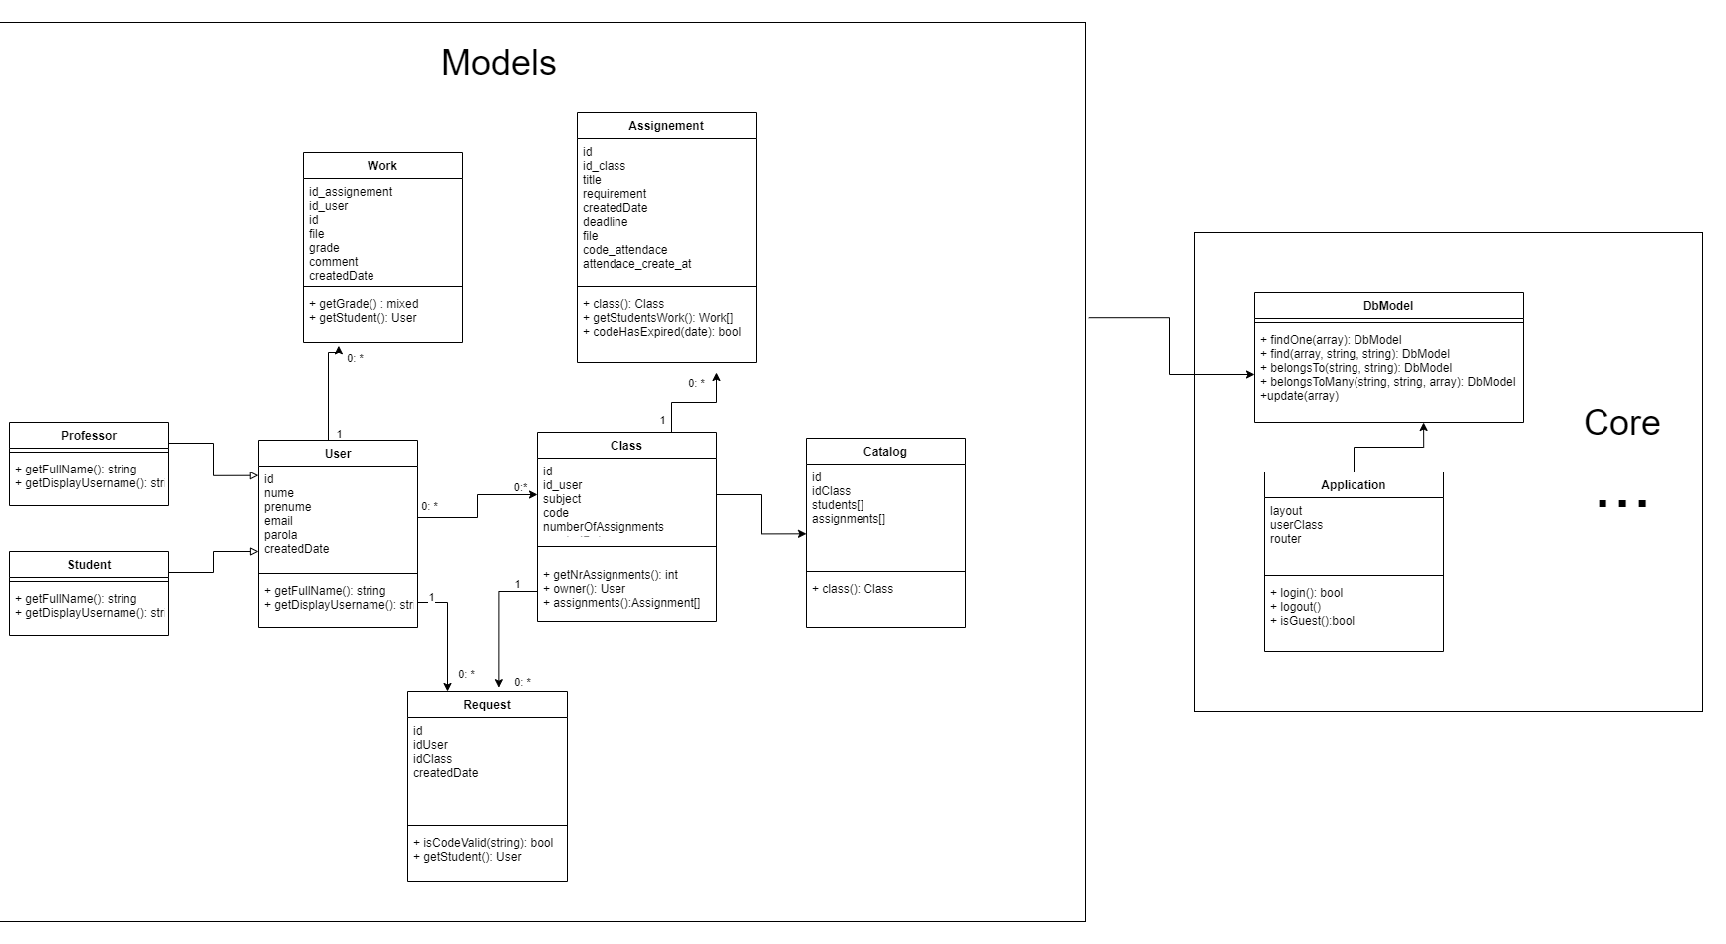 Models
Assignement
id
id_class
title
requirement
createdDate
deadline
file
code_attendace
attendace_create_at
+ class(): Class
+ getStudentsWork(): Work[]
+ codeHasExpired(date): bool
Work
id_assignement
id_user
id
file
grade
comment
createdDate
+ getGrade() : mixed
+ getStudent(): User
0: *
1
0: *
1
Professor
+ getFullName(): string
+ getDisplayUsername(): stri
User
id
nume
prenume
email
parola
createdDate
+ getFullName(): string
+ getDisplayUsername(): str
0: *
0:*
Class
id
id_user
subject
code
numberOfAssignments
+ getNrAssignments(): int
+ owner(): User
+ assignments():Assignment[]
Catalog
id
idClass
students[]
assignments[]
+ class(): Class
Student
+ getFullName(): string
+ getDisplayUsername(): stri
1
1
0: *
0: *
Request
id
idUser
idClass
createdDate
+ isCodeValid(string): bool
+ getStudent(): User
DbModel
+ findOne(array): DbModel
+ find(array, string, string): DbModel
+ belongsTo(string, string): DbModel
+ belongsToMany(string, string, array): DbModel
+update(array)
Core
...
Application
layout
userClass
router
+ login(): bool
+ logout()
+ isGuest():bool